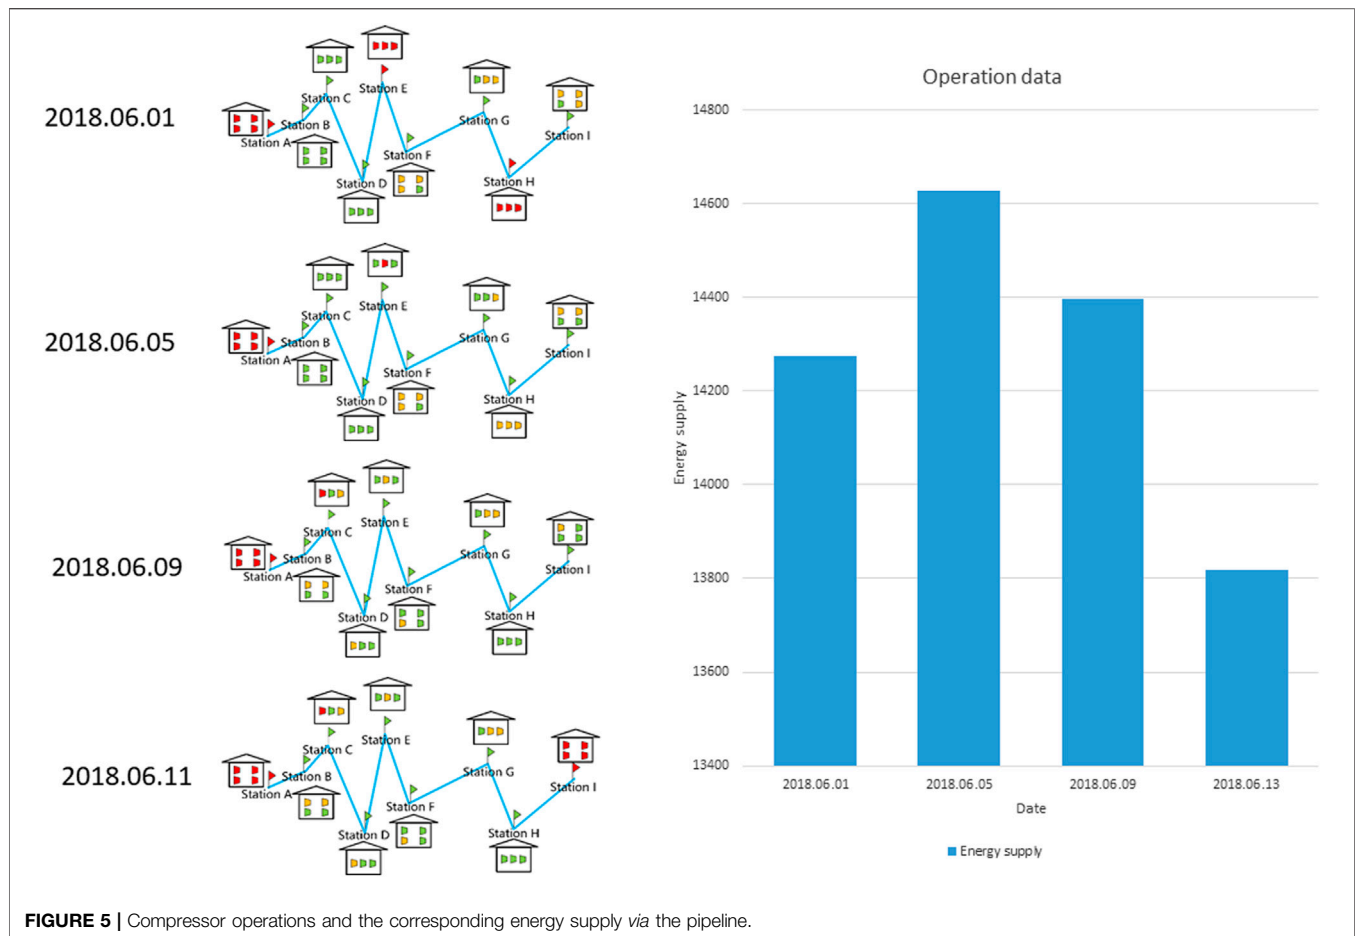 2018.06.01
Station A
Station B
Station C
Station D
Station E
Station F
Station G
Station H
Station I
2018.06.05
Station A
Station B
Station C
Station D
Station E
Station F
Station G
Station H
Station I
2018.06.09
Station A
Station B
Station C
Station D
Station E
Station F
Station G
Station H
Station I
2018.06.11
Station A
Station B
Station C
Station D
Station E
Station F
Station G
Station H
Station I
Operation data
Energy supply
14800
14600
14400
14200
14000
13800
13600
13400
2018.06.01
2018.06.05
2018.06.09
2018.06.13
Date
Energy supply
FIGURE 5 | Compressor operations and the corresponding energy supply via the pipeline.